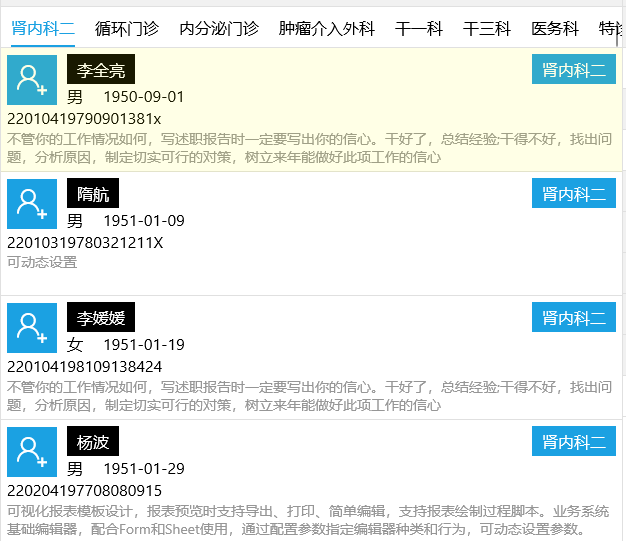 肾内科二 循环门诊 内分泌门诊 肿瘤介入外科 干一科 干三科 医务科
李全亮 肾内科二
男 1950-09-01
22010419790901381x
不管你的工作情况如何，写述职报告时一定要写出你的信心。干好了，总结经验;干得不好，找出问
题，分析原因，制定切实可行的对策，树立来年能做好此项工作的信心
隋航 肾内科二
男 1951-01-09
22010319780321211X
可动态设置
李媛媛 肾内科二
女 1951-01-19
220104198109138424
不管你的工作情况如何，写述职报告时一定要写出你的信心。干好了，总结经验;干得不好，找出问
题，分析原因，制定切实可行的对策，树立来年能做好此项工作的信心
杨波 肾内科二
男 1951-01-29
220204197708080915
可视化报表模板设计，报表预览时支持导出、打印、简单编辑，支持报表绘制过程脚本。业务系统
基础编辑器，配合Form和Sheet使用，通过配置参数指定编辑器种类和行为，可动态设置参数。